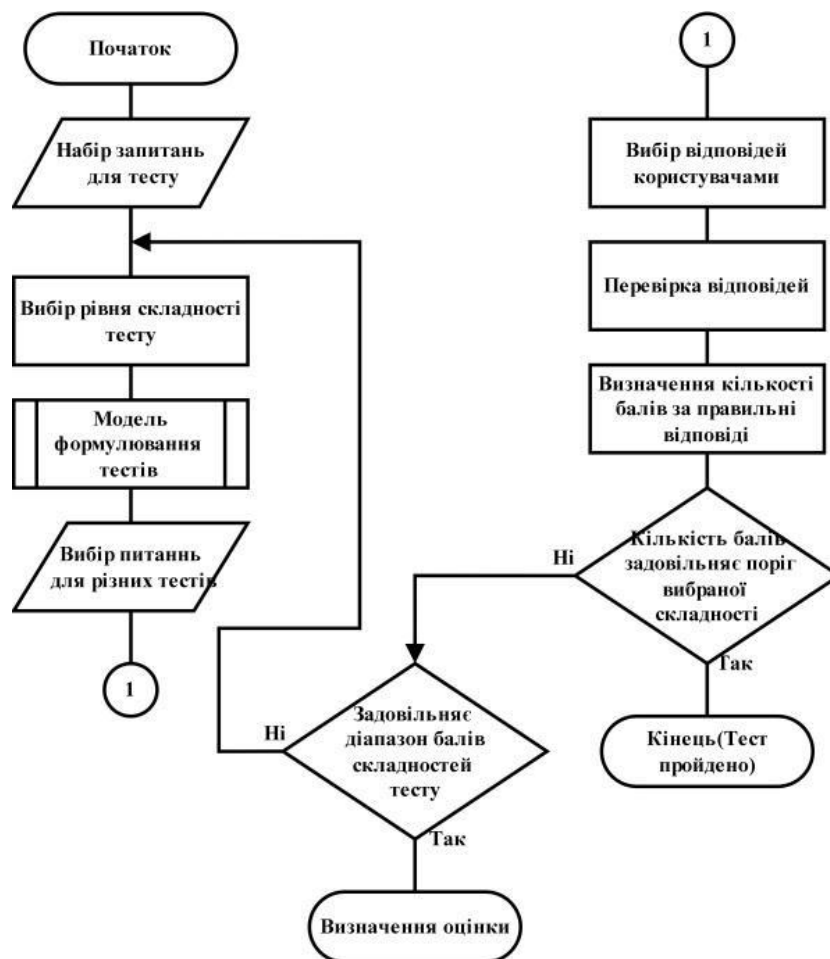 Початок
Набір запитань
для тесту
Вибір рівня складності
тесту
Модель
формулювання
тестів
Вибір питаннь
для різних тестів
1
1
Вибір відповідей
користувачами
Перевірка відповідей
Визначення кількості
балів за правильні
відповіді
Кількість балів
задовільняє поріг
вибраної
складності
Ні
Так
Кінець(Тест
пройдено)
Задовільняє
діапазон балів
складностей
тесту
Ні
Так
Визначення оцінки